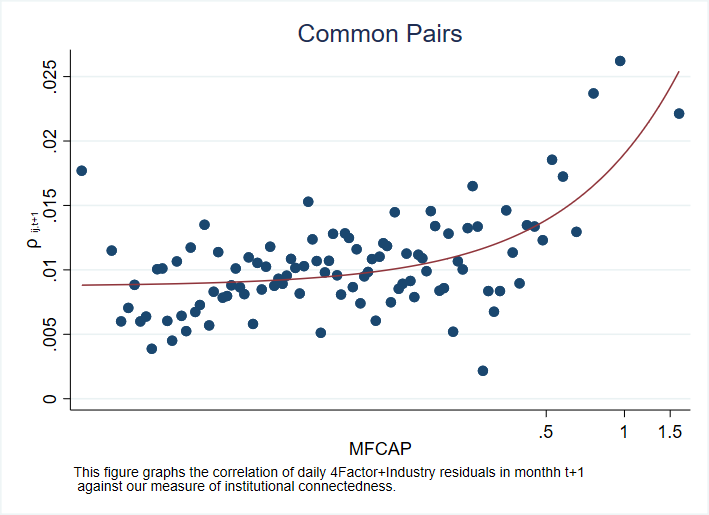 Common Pairs
.025
.02
.015
.01
.005
0
ρ ij,t+1
.5 1 1.5
MFCAP
This figure graphs the correlation of daily 4Factor+Industry residuals in monthh t+1
against our measure of institutional connectedness.